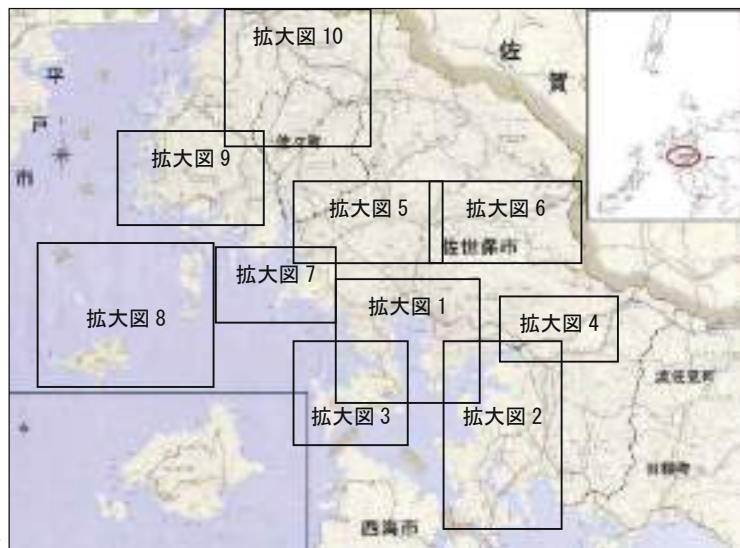 拡大図 10
佐
賀
平
戸
市
拡大図 9
佐々町
拡大図 5
拡大図 6
佐世保市
拡大図 7
拡大図 1
拡大図 8
拡大図 4
波佐見町
拡大図 3
拡大図 2
川棚町
西海市